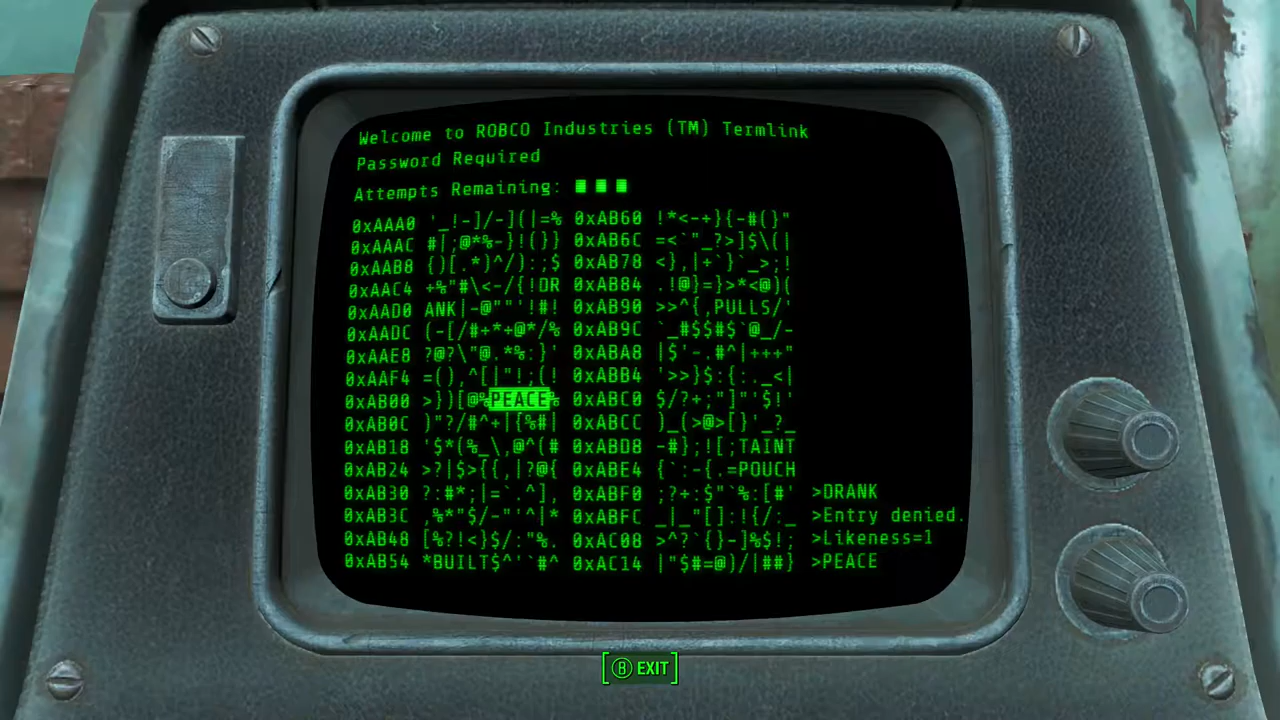 Welcome to ROBCO Industries (TM) Termlink
Password Required
Attempts Remaining: ■ ■ ■
0xAAA0 '_!-]/-](|=% 0xAB60 !*<-+}{-#(}"
0xAAAC #|;@*%-}!(}} 0xAB6C =<`"_?>]$\(|
0xAAB8 {)[.*)^/):;$ 0xAB78 <},|+`}`_>;!
0xAAC4 +%"#\<-/{!DR 0xAB84 .!@}=}>*<@)(
0xAAD0 ANK|-@""'!#! 0xAB90 >>^{,PULLS/'
0xAADC (-[/#+*+@*/% 0xAB9C `_#$$#$`@_/-
0xAAE8 ?@?\"@.*%:}' 0xABA8 |$'-.#^|+++"
0xAAF4 =(),^[|"!;(! 0xABB4 '>>}$:{:._<|
0xAB00 >})[@%PEACE% 0xABC0 $/?+;"]"'$!'
0xAB0C )"?/#^+|{%#| 0xABCC )_(>@>[}'_?_
0xAB18 '$*(%_\,@^(# 0xABD8 -#};![;TAINT
0xAB24 >?|$>{{,|?@{ 0xABE4 {`:-{.=POUCH
0xAB30 ?:#*;|=`.^], 0xABF0 ;?+:$"`%:[#' >DRANK
0xAB3C ,%*"$/-"'^|* 0xABFC _|_"[]:!{/:_ >Entry denied.
0xAB48 [%?!<}$/:"%. 0xAC08 >^?`{}-]%$!; >Likeness=1
0xAB54 *BUILT$^'`#^ 0xAC14 |"$#=@)/|##} >PEACE
[Ⓑ EXIT]